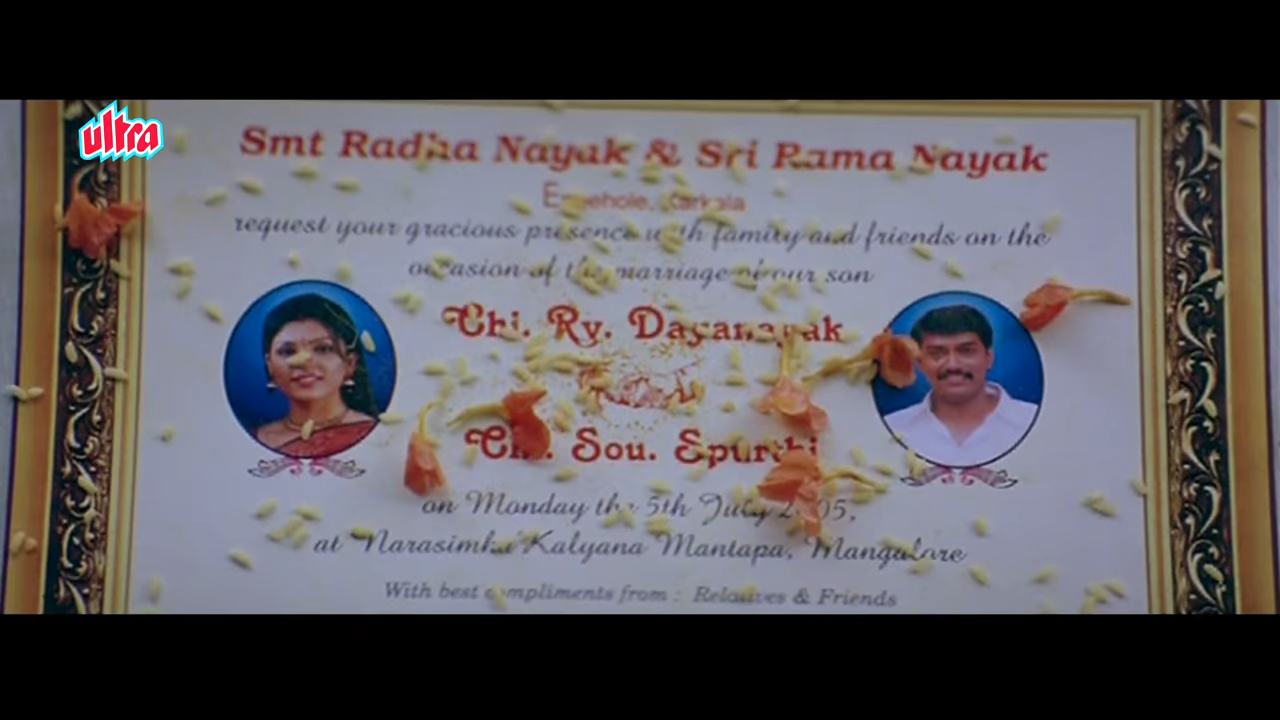 ultra
Smt Radha Nayak & Sri Rama Nayak
Karkala
request your gracious presence with family and friends on the
occasion of the marriage of our son
Chi. Ry. Dayanayak
Chi. Sou. Spurthi
on Monday the 5th July 2005,
at Narasimha Kalyana Mantapa, Mangalore
With best compliments from : Relatives & Friends